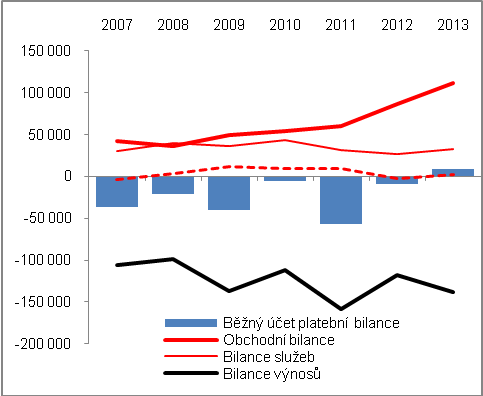 2007 2008 2009 2010 2011 2012 2013
150 000
100 000
50 000
0
-50 000
-100 000
-150 000
-200 000
Běžný účet platební bilance
Obchodní bilance
Bilance služeb
Bilance výnosů